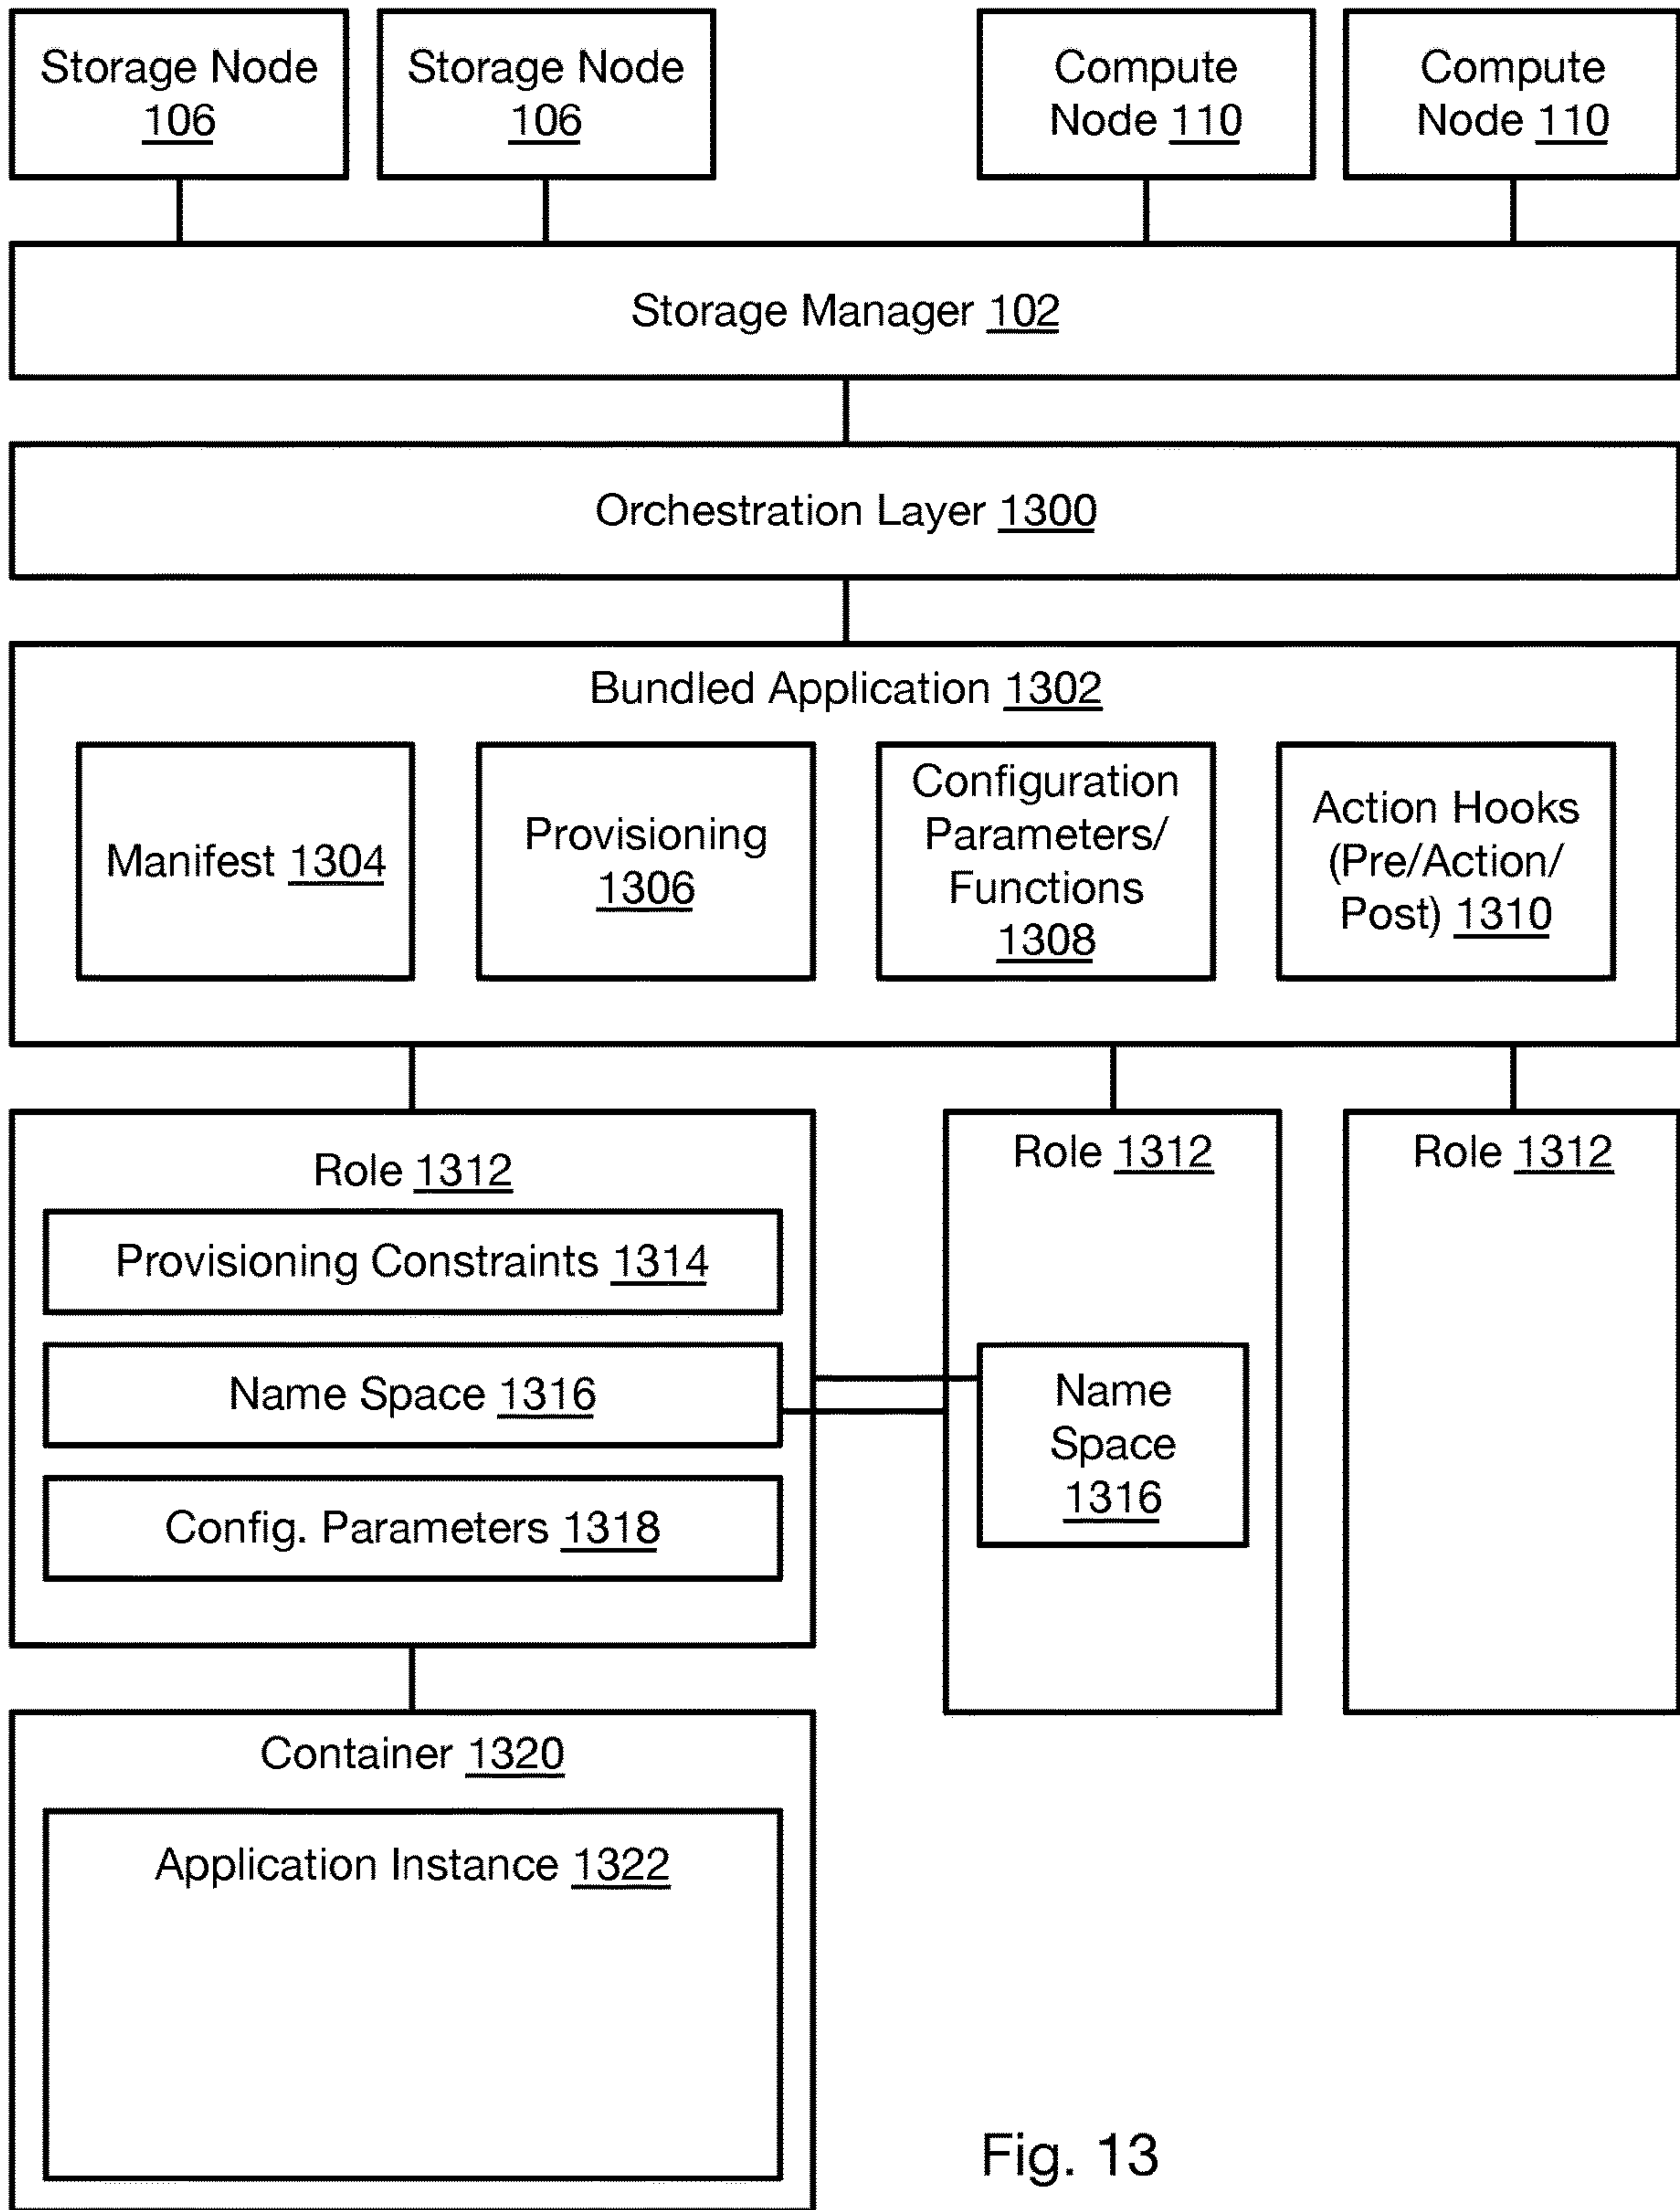 Storage Node
106
Storage Node
106
Compute
Node 110
Compute
Node 110
Storage Manager 102
Orchestration Layer 1300
Bundled Application 1302
Manifest 1304
Provisioning
1306
Configuration
Parameters/
Functions
1308
Action Hooks
(Pre/Action/
Post) 1310
Role 1312
Provisioning Constraints 1314
Name Space 1316
Config. Parameters 1318
Role 1312
Name
Space
1316
Role 1312
Container 1320
Application Instance 1322
Fig. 13